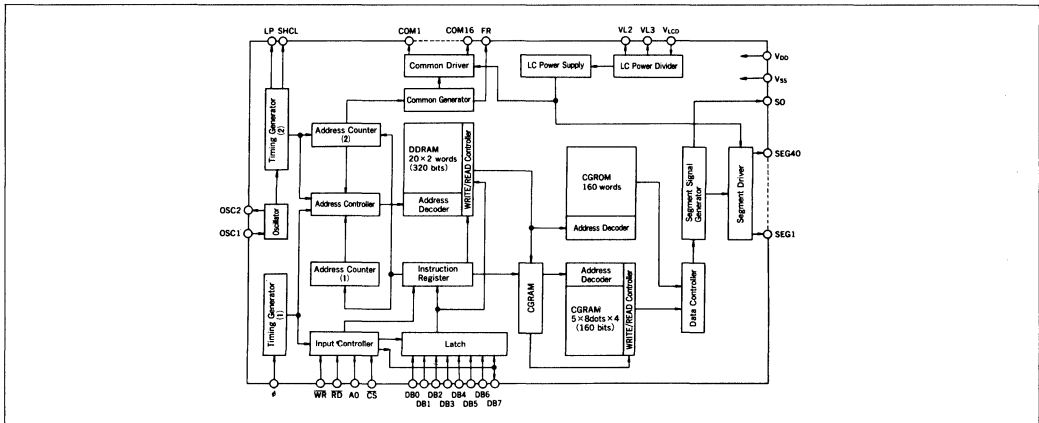 LP SHCL COM1 COM16 FR VL2 VL3 VLCD
Common Driver
LC Power Supply
LC Power Divider
VDD
VSS
SO
Timing Generator
(2)
Common Generator
Address Counter
(2)
DDRAM
20 × 2 words
(320 bits)
WRITE/READ Controller
Address
Decoder
CGROM
160 words
Address Decoder
Segment Signal
Generator
Segment Driver
SEG40
SEG1
OSC2
OSC1
Oscillator
Address Controller
Address Counter
(1)
Instruction
Register
CGRAM
Address
Decoder
CGRAM
5 × 8dots × 4
(160 bits)
WRITE/READ Controller
Data Controller
Timing Generator
(1)
Input Controller
Latch
φ WR RD A0 CS DB0 DB2 DB4 DB6
DB1 DB3 DB5 DB7